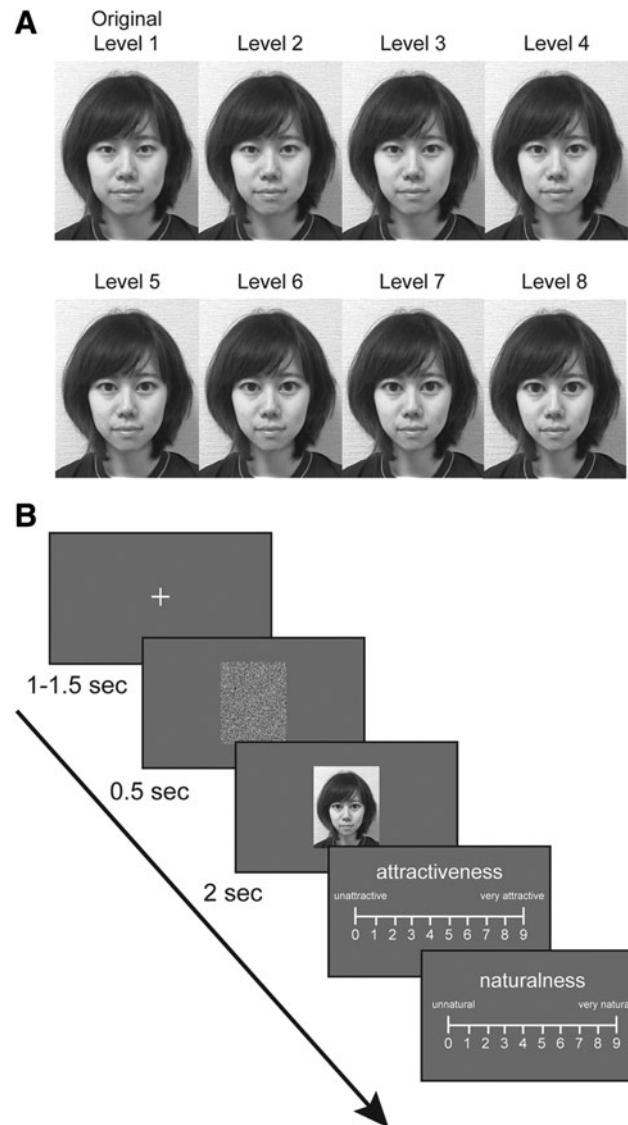 A
Original
Level 1 Level 2 Level 3 Level 4
Level 5 Level 6 Level 7 Level 8
B
1-1.5 sec
0.5 sec
2 sec
attractiveness
unattractive very attractive
0 1 2 3 4 5 6 7 8 9
naturalness
unnatural very natural
0 1 2 3 4 5 6 7 8 9